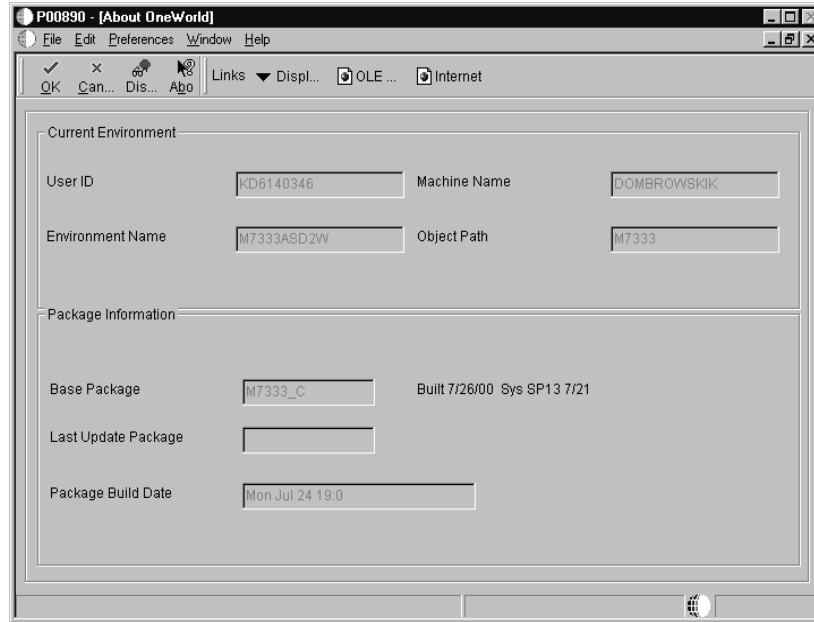 P00890 - [About OneWorld]
File Edit Preferences Window Help
OK Can... Dis... Abo Links Displ... OLE ... Internet
Current Environment
User ID KD6140346 Machine Name DOMBROWSKIK
Environment Name M7333ASD2W Object Path M7333
Package Information
Base Package M7333_C Built 7/26/00 Sys SP13 7/21
Last Update Package
Package Build Date Mon Jul 24 19:0